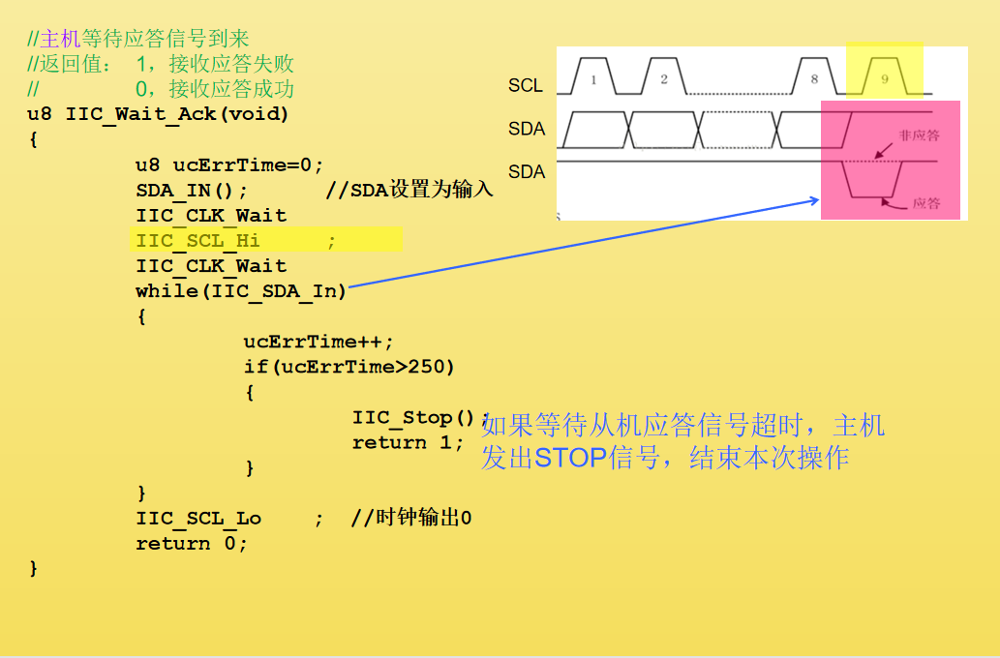 //主机等待应答信号到来
//返回值： 1，接收应答失败
// 0，接收应答成功
u8 IIC_Wait_Ack(void)
{
u8 ucErrTime=0;
SDA_IN(); //SDA设置为输入
IIC_CLK_Wait
IIC_SCL_Hi ;
IIC_CLK_Wait
while(IIC_SDA_In)
{
ucErrTime++;
if(ucErrTime>250)
{
IIC_Stop();
return 1;
}
}
IIC_SCL_Lo ; //时钟输出0
return 0;
}
SCL 1 2 8 9
SDA
非应答
SDA
应答
如果等待从机应答信号超时，主机
发出STOP信号，结束本次操作